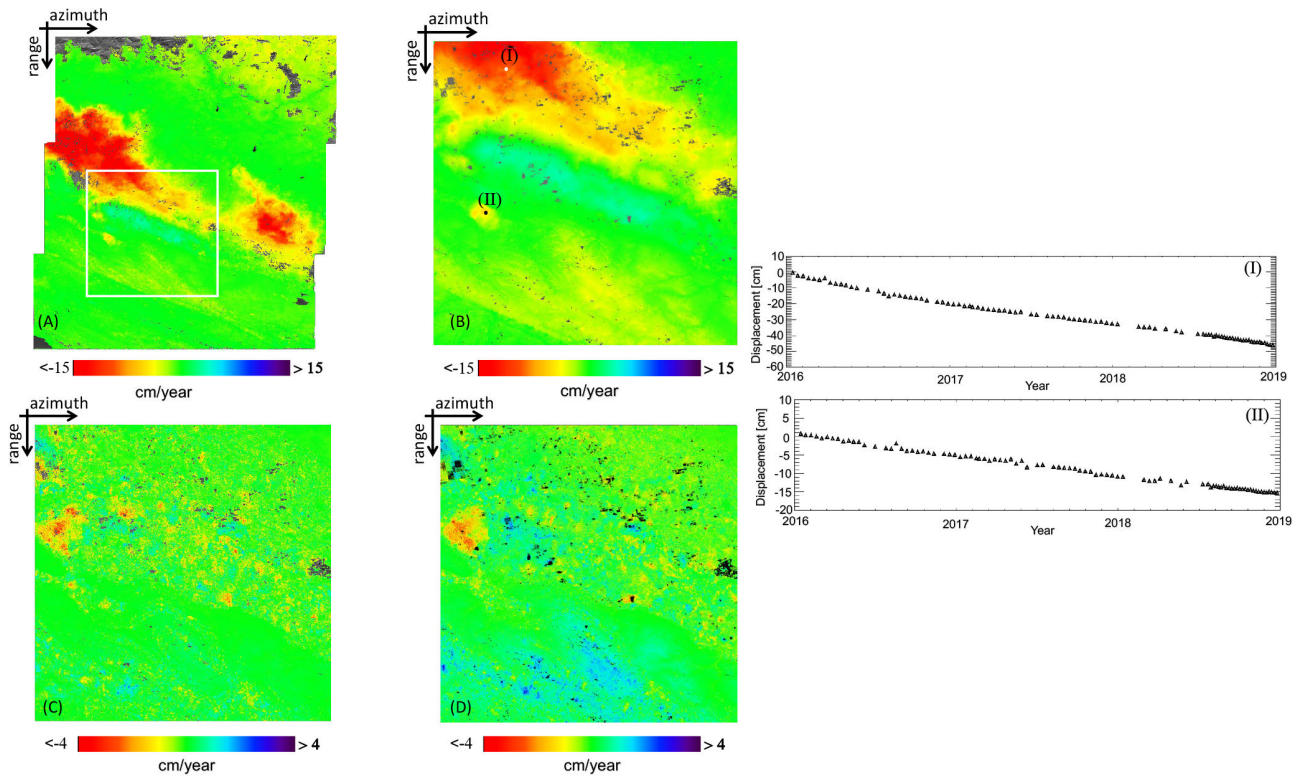 azimuth
range
(A)
<-15 > 15
cm/year
azimuth
range
(I)
(II)
(B)
<-15 > 15
cm/year
10
0
-10
-20
-30
-40
-50
-60
Displacement [cm]
(I)
2016 2017 2018 2019
Year
10
5
0
-5
-10
-15
-20
Displacement [cm]
(II)
2016 2017 2018 2019
Year
azimuth
range
(C)
<-4 > 4
cm/year
azimuth
range
(D)
<-4 > 4
cm/year